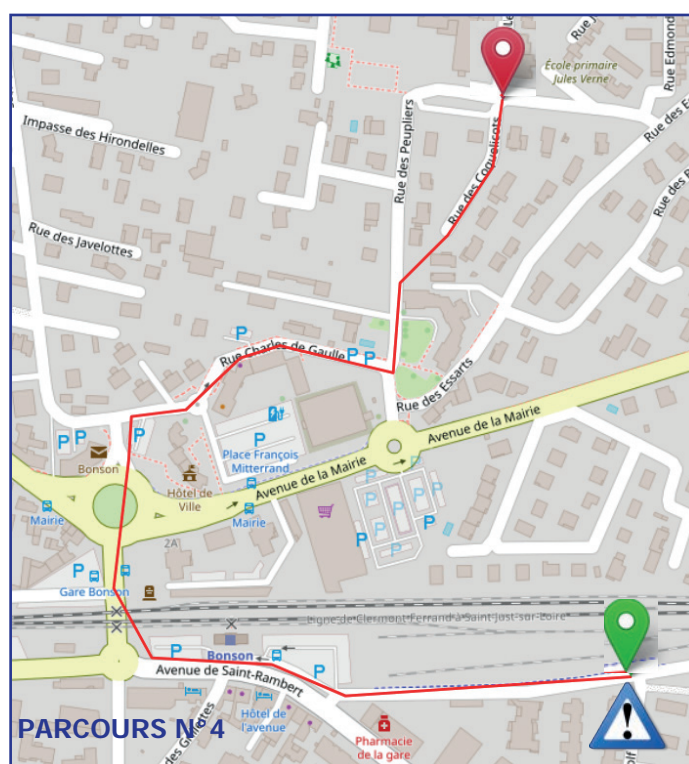 École primaire
Jules Verne
Rue Edmond
Impasse des Hirondelles
Rue des Peupliers
Rue des Coquelicots
Rue des Javelottes
Rue Charles de Gaulle
P
P P
Rue des Essarts
P
Place François
Mitterrand
Avenue de la Mairie
Avenue de la Mairie
P P
P
Bonson
Hôtel de
Ville
Mairie
Mairie
2A
P
Gare Bonson
Ligne de Clermont-Ferrand à Saint-Just-sur-Loire
P
Bonson
P
Avenue de Saint-Rambert
Hôtel de
l'avenue
Pharmacie
de la gare
PARCOURS N° 4